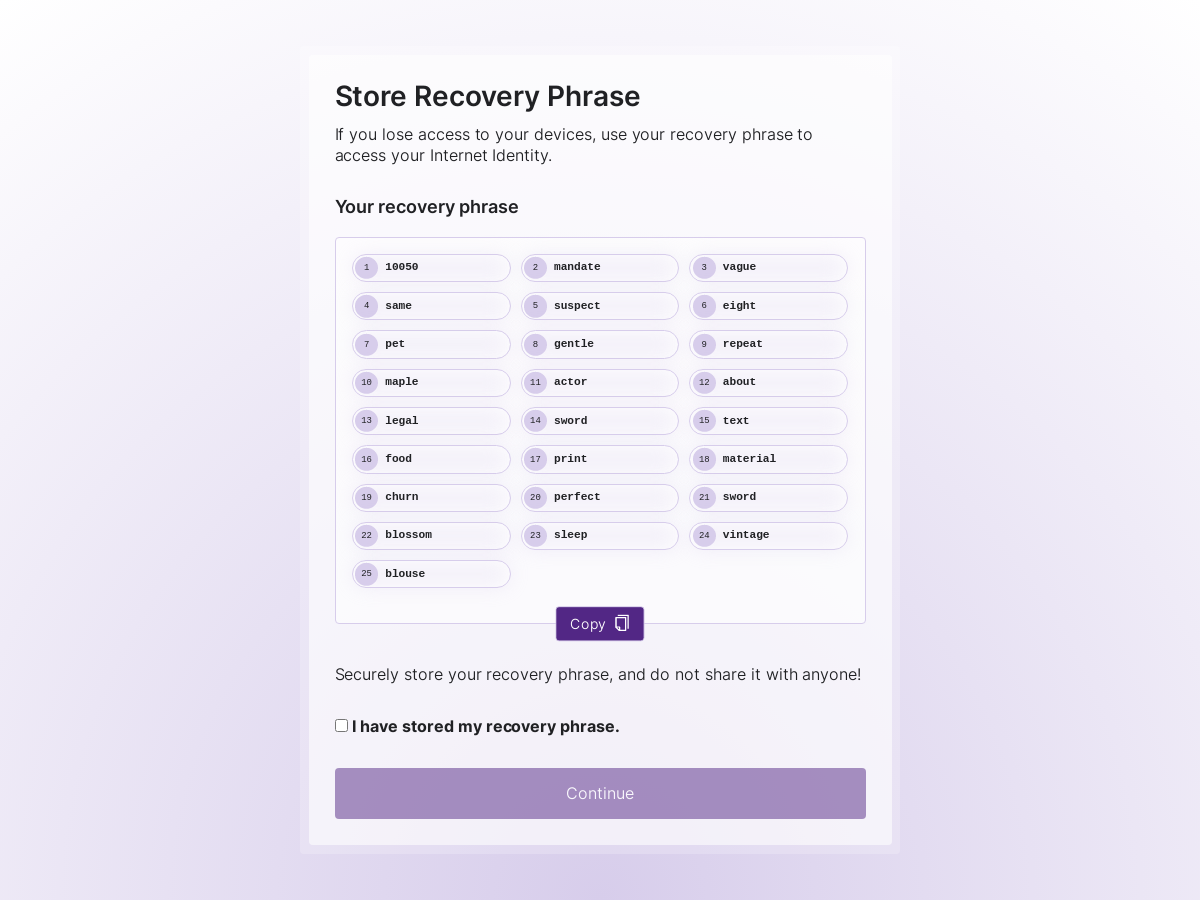 Store Recovery Phrase
If you lose access to your devices, use your recovery phrase to
access your Internet Identity.
Your recovery phrase
1 10050 2 mandate 3 vague
4 same 5 suspect 6 eight
7 pet 8 gentle 9 repeat
10 maple 11 actor 12 about
13 legal 14 sword 15 text
16 food 17 print 18 material
19 churn 20 perfect 21 sword
22 blossom 23 sleep 24 vintage
25 blouse
Copy
Securely store your recovery phrase, and do not share it with anyone!
I have stored my recovery phrase.
Continue